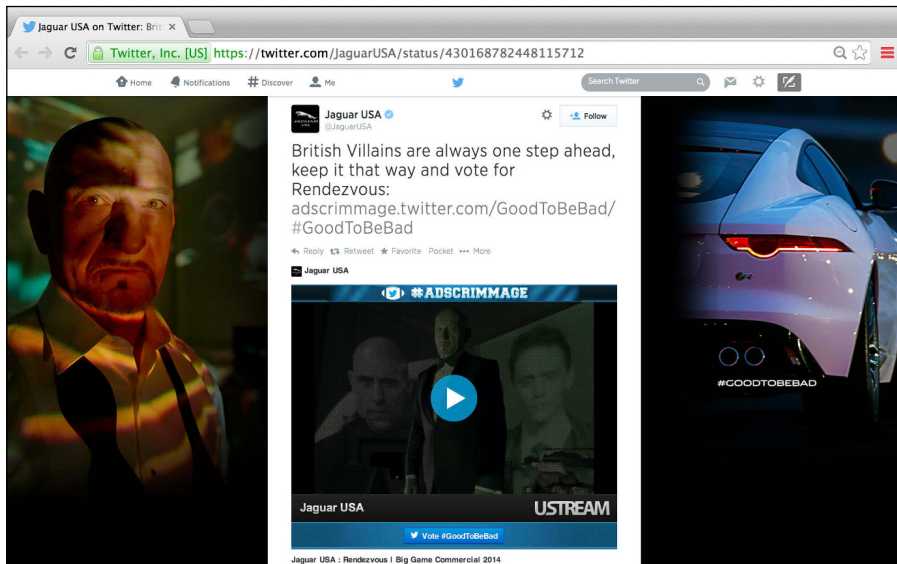 Jaguar USA on Twitter: Brit
Twitter, Inc. [US] https://twitter.com/JaguarUSA/status/430168782448115712
Home Notifications # Discover Me Search Twitter
Jaguar USA
@JaguarUSA
Follow
British Villains are always one step ahead,
keep it that way and vote for
Rendezvous:
adscrimmage.twitter.com/GoodToBeBad/
#GoodToBeBad
Reply Retweet Favorite Pocket ••• More
Jaguar USA
#ADSCRIMMAGE
#GOODTOBEBAD
Jaguar USA USTREAM
Vote #GoodToBeBad
Jaguar USA : Rendezvous | Big Game Commercial 2014